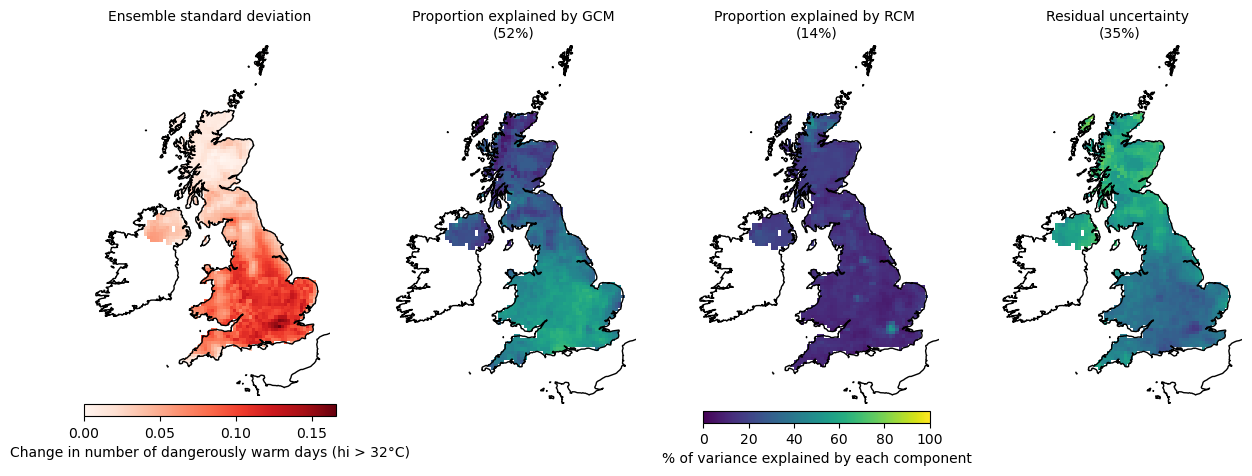 Ensemble standard deviation
Proportion explained by GCM
(52%)
Proportion explained by RCM
(14%)
Residual uncertainty
(35%)
0.00 0.05 0.10 0.15
Change in number of dangerously warm days (hi > 32°C)
0 20 40 60 80 100
% of variance explained by each component